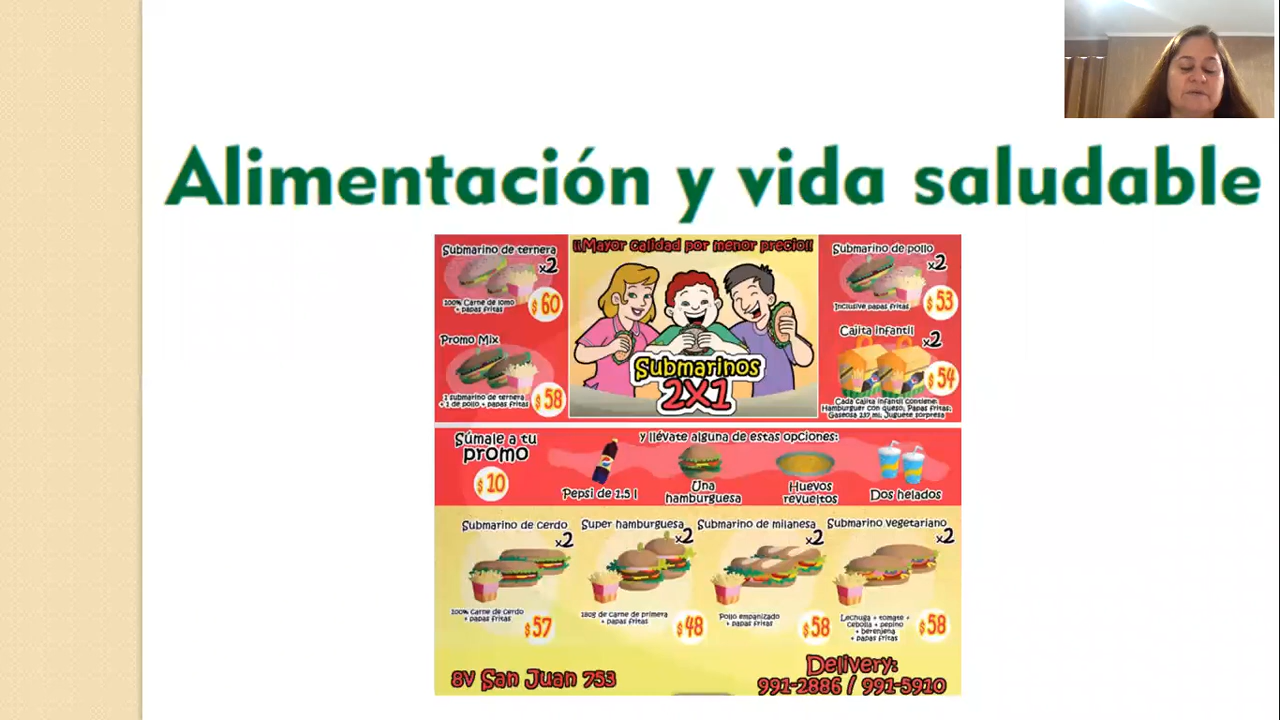 Alimentación y vida saludable
Submarino de ternera
x2
100% Carne de lomo
+ papas fritas
$ 60
Promo Mix
1 submarino de ternera
+ 1 de pollo + papas fritas
$ 58
¡¡Mayor calidad por menor precio!!
Submarinos
2X1
Submarino de pollo
x2
Inclusive papas fritas
$ 53
Cajita infantil
x2
$ 54
Cada cajita infantil contiene:
Hamburguer con queso, Papas fritas,
Gaseosa 237 ml, Juguete sorpresa
Súmale a tu
promo
$ 10
y llévate alguna de estas opciones:
Pepsi de 1.5 l
Una
hamburguesa
Huevos
revueltos
Dos helados
Submarino de cerdo
x2
100% Carne de cerdo
+ papas fritas
$ 57
Super hamburguesa
x2
180g de carne de primera
+ papas fritas
$ 48
Submarino de milanesa
x2
Pollo empanizado
+ papas fritas
$ 58
Submarino vegetariano
x2
Lechuga + tomate +
cebolla + pepino
+ berenjena
+ papas fritas
$ 58
8V San Juan 753
Delivery:
991-2886 / 991-5910